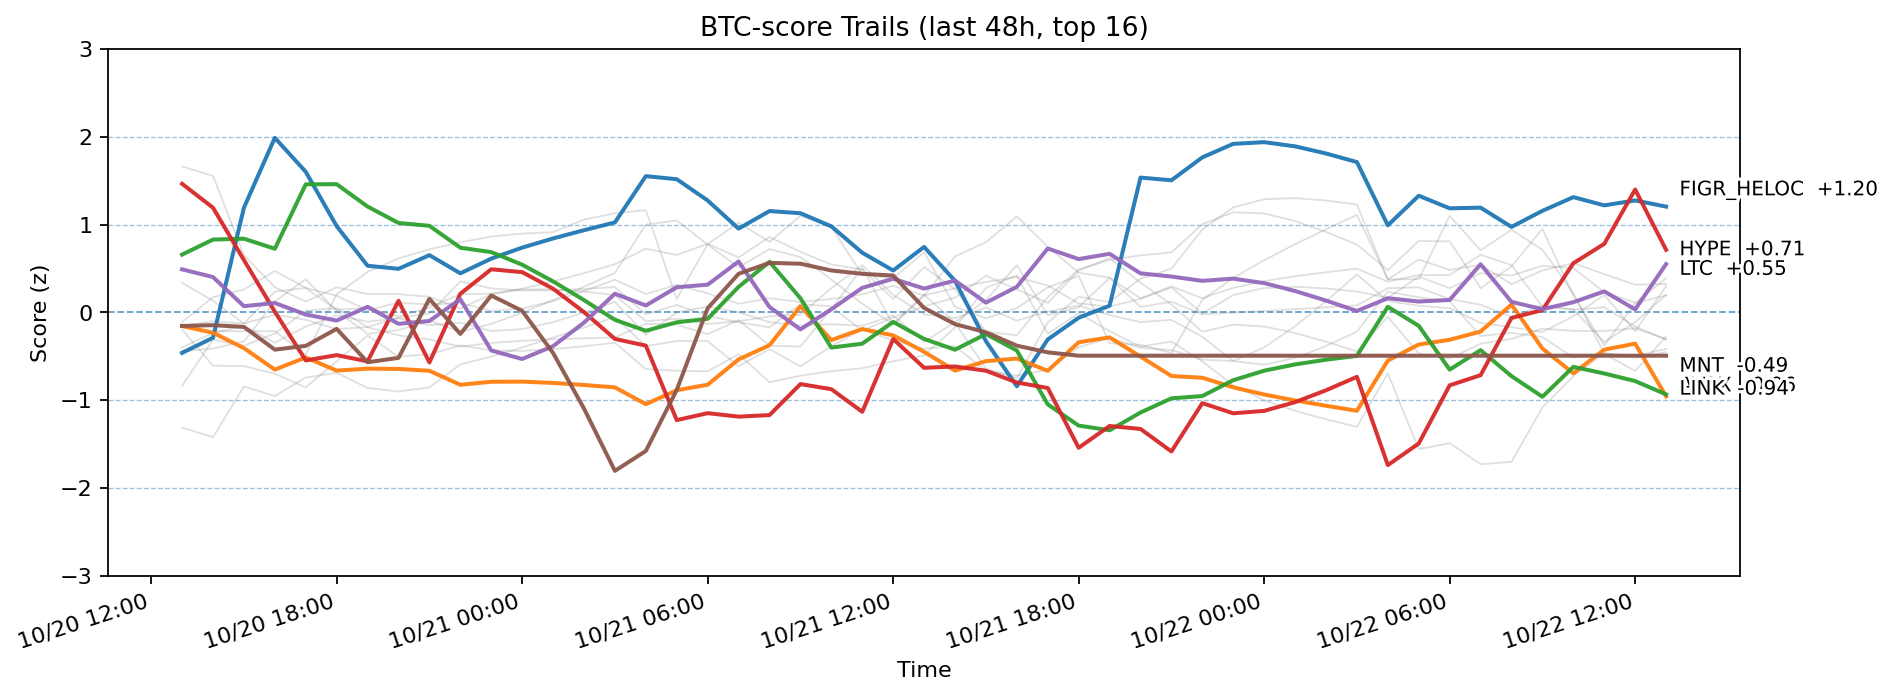 BTC-score Trails (last 48h, top 16)
Score (z)
3
2
1
0
−1
−2
−3
FIGR_HELOC +1.20
HYPE +0.71
LTC +0.55
MNT -0.49
LINK -0.94
10/20 12:00
10/20 18:00
10/21 00:00
10/21 06:00
10/21 12:00
10/21 18:00
10/22 00:00
10/22 06:00
10/22 12:00
Time